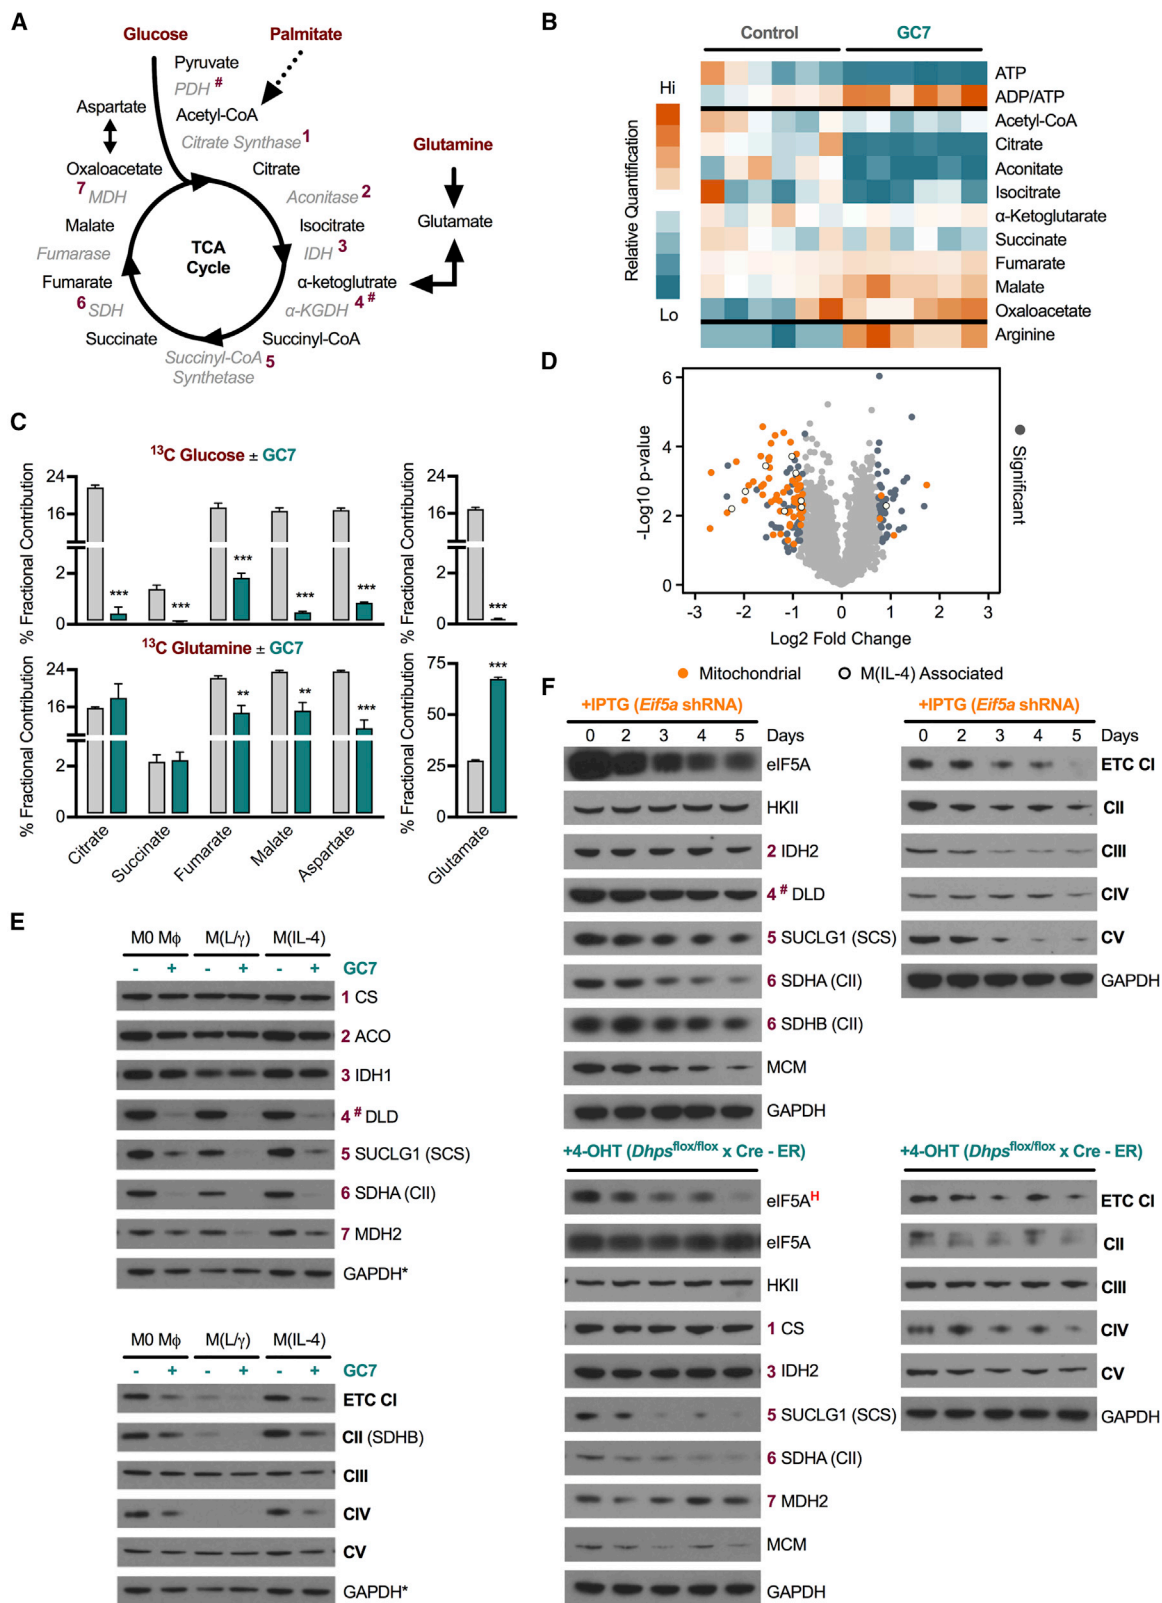 A
Glucose
Palmitate
Pyruvate
PDH #
Aspartate
Acetyl-CoA
Citrate Synthase 1
Glutamine
Oxaloacetate
Citrate
7 MDH
Aconitase 2
Malate
Isocitrate
Glutamate
TCA
Cycle
Fumarase
IDH 3
Fumarate
α-ketoglutrate
6 SDH
α-KGDH 4 #
Succinate
Succinyl-CoA
Succinyl-CoA 5
Synthetase
B
Control
GC7
Hi
Relative Quantification
Lo
ATP
ADP/ATP
Acetyl-CoA
Citrate
Aconitate
Isocitrate
α-Ketoglutarate
Succinate
Fumarate
Malate
Oxaloacetate
Arginine
C
13C Glucose ± GC7
% Fractional Contribution
24
16
2
0
***
***
***
***
***
% Fractional Contribution
24
16
2
0
***
13C Glutamine ± GC7
% Fractional Contribution
24
16
2
0
**
**
***
Citrate
Succinate
Fumarate
Malate
Aspartate
% Fractional Contribution
75
50
25
0
***
Glutamate
D
-Log10 p-value
6
4
2
0
-3
-2
-1
0
1
2
3
Log2 Fold Change
Significant
Mitochondrial
M(IL-4) Associated
E
M0 Mϕ
M(L/γ)
M(IL-4)
- + - + - + GC7
1 CS
2 ACO
3 IDH1
4 # DLD
5 SUCLG1 (SCS)
6 SDHA (CII)
7 MDH2
GAPDH*
M0 Mϕ
M(L/γ)
M(IL-4)
- + - + - + GC7
ETC CI
CII (SDHB)
CIII
CIV
CV
GAPDH*
F
+IPTG (Eif5a shRNA)
0 2 3 4 5 Days
eIF5A
HKII
2 IDH2
4 # DLD
5 SUCLG1 (SCS)
6 SDHA (CII)
6 SDHB (CII)
MCM
GAPDH
+IPTG (Eif5a shRNA)
0 2 3 4 5 Days
ETC CI
CII
CIII
CIV
CV
GAPDH
+4-OHT (Dhpsflox/flox x Cre - ER)
eIF5AH
eIF5A
HKII
1 CS
3 IDH2
5 SUCLG1 (SCS)
6 SDHA (CII)
7 MDH2
MCM
GAPDH
+4-OHT (Dhpsflox/flox x Cre - ER)
ETC CI
CII
CIII
CIV
CV
GAPDH